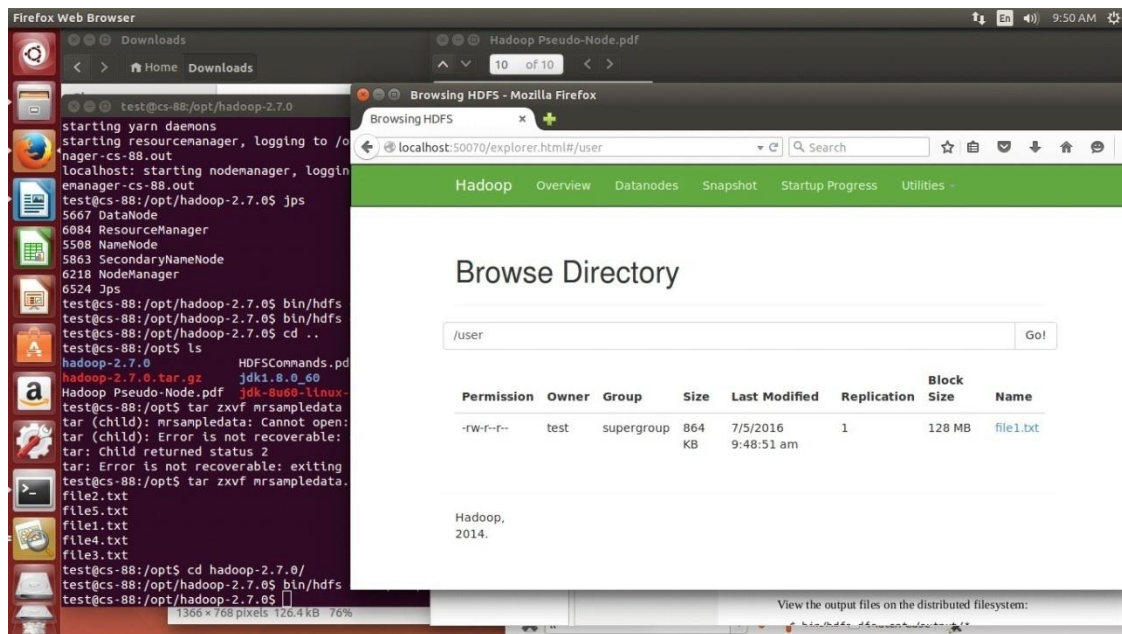 Firefox Web Browser
En
9:50 AM
Downloads
Home Downloads
Hadoop Pseudo-Node.pdf
10 of 10
test@cs-88:/opt/hadoop-2.7.0
starting yarn daemons
starting resourcemanager, logging to /o
nager-cs-88.out
localhost: starting nodemanager, loggin
emanager-cs-88.out
test@cs-88:/opt/hadoop-2.7.0$ jps
5667 DataNode
6084 ResourceManager
5508 NameNode
5863 SecondaryNameNode
6218 NodeManager
6524 Jps
test@cs-88:/opt/hadoop-2.7.0$ bin/hdfs
test@cs-88:/opt/hadoop-2.7.0$ bin/hdfs
test@cs-88:/opt/hadoop-2.7.0$ cd ..
test@cs-88:/opt$ ls
hadoop-2.7.0 HDFSCommands.pd
hadoop-2.7.0.tar.gz jdk1.8.0_60
Hadoop Pseudo-Node.pdf jdk-8u60-linux-
test@cs-88:/opt$ tar zxvf mrsampledata
tar (child): mrsampledata: Cannot open:
tar (child): Error is not recoverable:
tar: Child returned status 2
tar: Error is not recoverable: exiting
test@cs-88:/opt$ tar zxvf mrsampledata.
file2.txt
file5.txt
file1.txt
file4.txt
file3.txt
test@cs-88:/opt$ cd hadoop-2.7.0/
test@cs-88:/opt/hadoop-2.7.0$ bin/hdfs
test@cs-88:/opt/hadoop-2.7.0$
1366 × 768 pixels 126.4 kB 76%
Browsing HDFS - Mozilla Firefox
Browsing HDFS
localhost:50070/explorer.html#/user
Search
Hadoop Overview Datanodes Snapshot Startup Progress Utilities
Browse Directory
/user Go!
Permission Owner Group Size Last Modified Replication Block Size Name
-rw-r--r-- test supergroup 864 KB 7/5/2016 9:48:51 am 1 128 MB file1.txt
Hadoop,
2014.
View the output files on the distributed filesystem: